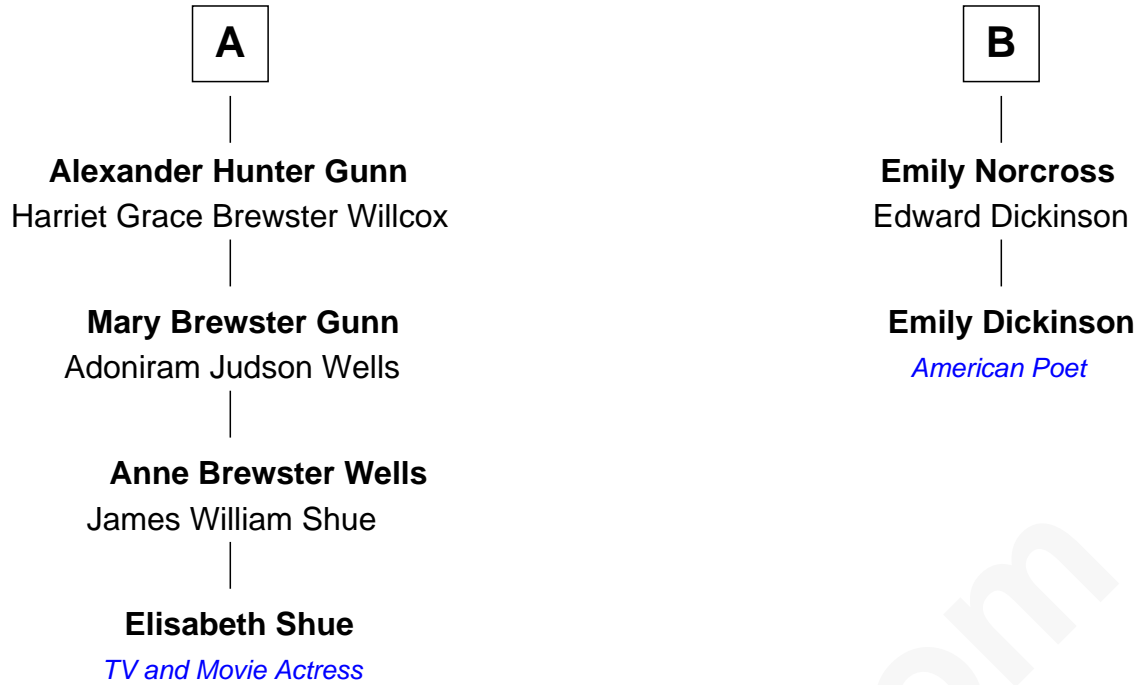 A
Alexander Hunter Gunn
Harriet Grace Brewster Willcox
Mary Brewster Gunn
Adoniram Judson Wells
Anne Brewster Wells
James William Shue
Elisabeth Shue
TV and Movie Actress
B
Emily Norcross
Edward Dickinson
Emily Dickinson
American Poet
om